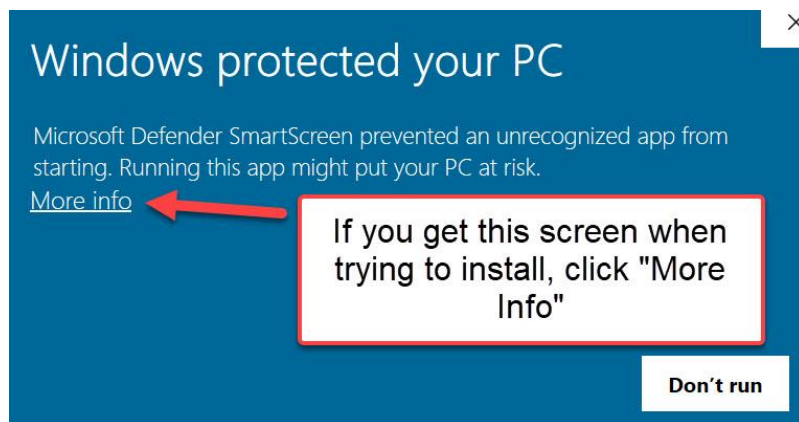 Windows protected your PC
Microsoft Defender SmartScreen prevented an unrecognized app from
starting. Running this app might put your PC at risk.
More info
If you get this screen when
trying to install, click "More
Info"
Don't run